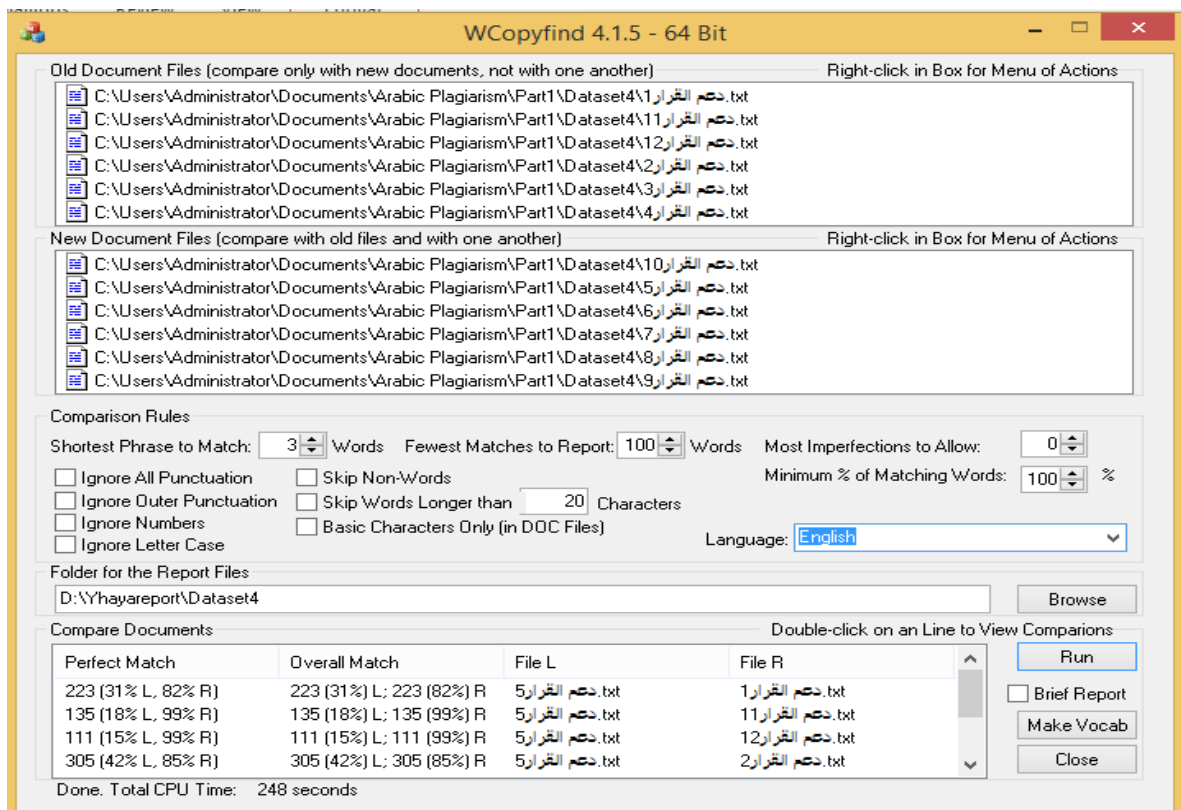 WCopyfind 4.1.5 - 64 Bit
Old Document Files (compare only with new documents, not with one another) Right-click in Box for Menu of Actions
C:\Users\Administrator\Documents\Arabic Plagiarism\Part1\Dataset4\1دعم القرار.txt
C:\Users\Administrator\Documents\Arabic Plagiarism\Part1\Dataset4\11دعم القرار.txt
C:\Users\Administrator\Documents\Arabic Plagiarism\Part1\Dataset4\12دعم القرار.txt
C:\Users\Administrator\Documents\Arabic Plagiarism\Part1\Dataset4\2دعم القرار.txt
C:\Users\Administrator\Documents\Arabic Plagiarism\Part1\Dataset4\3دعم القرار.txt
C:\Users\Administrator\Documents\Arabic Plagiarism\Part1\Dataset4\4دعم القرار.txt
New Document Files (compare with old files and with one another) Right-click in Box for Menu of Actions
C:\Users\Administrator\Documents\Arabic Plagiarism\Part1\Dataset4\10دعم القرار.txt
C:\Users\Administrator\Documents\Arabic Plagiarism\Part1\Dataset4\5دعم القرار.txt
C:\Users\Administrator\Documents\Arabic Plagiarism\Part1\Dataset4\6دعم القرار.txt
C:\Users\Administrator\Documents\Arabic Plagiarism\Part1\Dataset4\7دعم القرار.txt
C:\Users\Administrator\Documents\Arabic Plagiarism\Part1\Dataset4\8دعم القرار.txt
C:\Users\Administrator\Documents\Arabic Plagiarism\Part1\Dataset4\9دعم القرار.txt
Comparison Rules
Shortest Phrase to Match: 3 Words Fewest Matches to Report: 100 Words Most Imperfections to Allow: 0
Ignore All Punctuation Skip Non-Words Minimum % of Matching Words: 100 %
Ignore Outer Punctuation Skip Words Longer than 20 Characters
Ignore Numbers Basic Characters Only (in DOC Files)
Ignore Letter Case Language: English
Folder for the Report Files
D:\Yhayareport\Dataset4 Browse
Compare Documents Double-click on an Line to View Comparions
Perfect Match Overall Match File L File R Run
223 (31% L, 82% R) 223 (31%) L; 223 (82%) R 5دعم القرار.txt 1دعم القرار.txt Brief Report
135 (18% L, 99% R) 135 (18%) L; 135 (99%) R 5دعم القرار.txt 11دعم القرار.txt Make Vocab
111 (15% L, 99% R) 111 (15%) L; 111 (99%) R 5دعم القرار.txt 12دعم القرار.txt
305 (42% L, 85% R) 305 (42%) L; 305 (85%) R 5دعم القرار.txt 2دعم القرار.txt Close
Done. Total CPU Time: 248 seconds